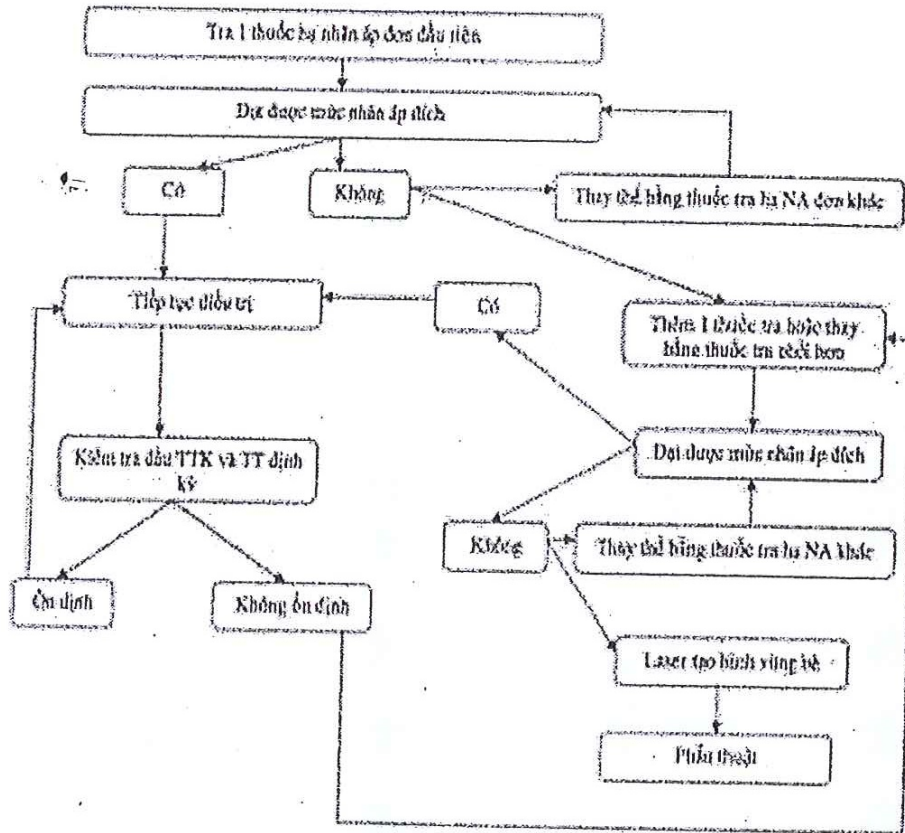 Tra 1 thuốc hạ nhãn áp đơn đầu tiên
Đạt được mức nhãn áp đích
Có
Không
Thay thế bằng thuốc tra hạ NA đơn khác
Tiếp tục điều trị
Có
Thêm 1 thuốc tra hoặc thay
bằng thuốc tra phối hợp
Kiểm tra đầu TTK và TT định
kỳ
Đạt được mức nhãn áp đích
Không
Thay thế bằng thuốc tra hạ NA khác
Ổn định
Không ổn định
Laser tạo hình vùng bè
Phẫu thuật